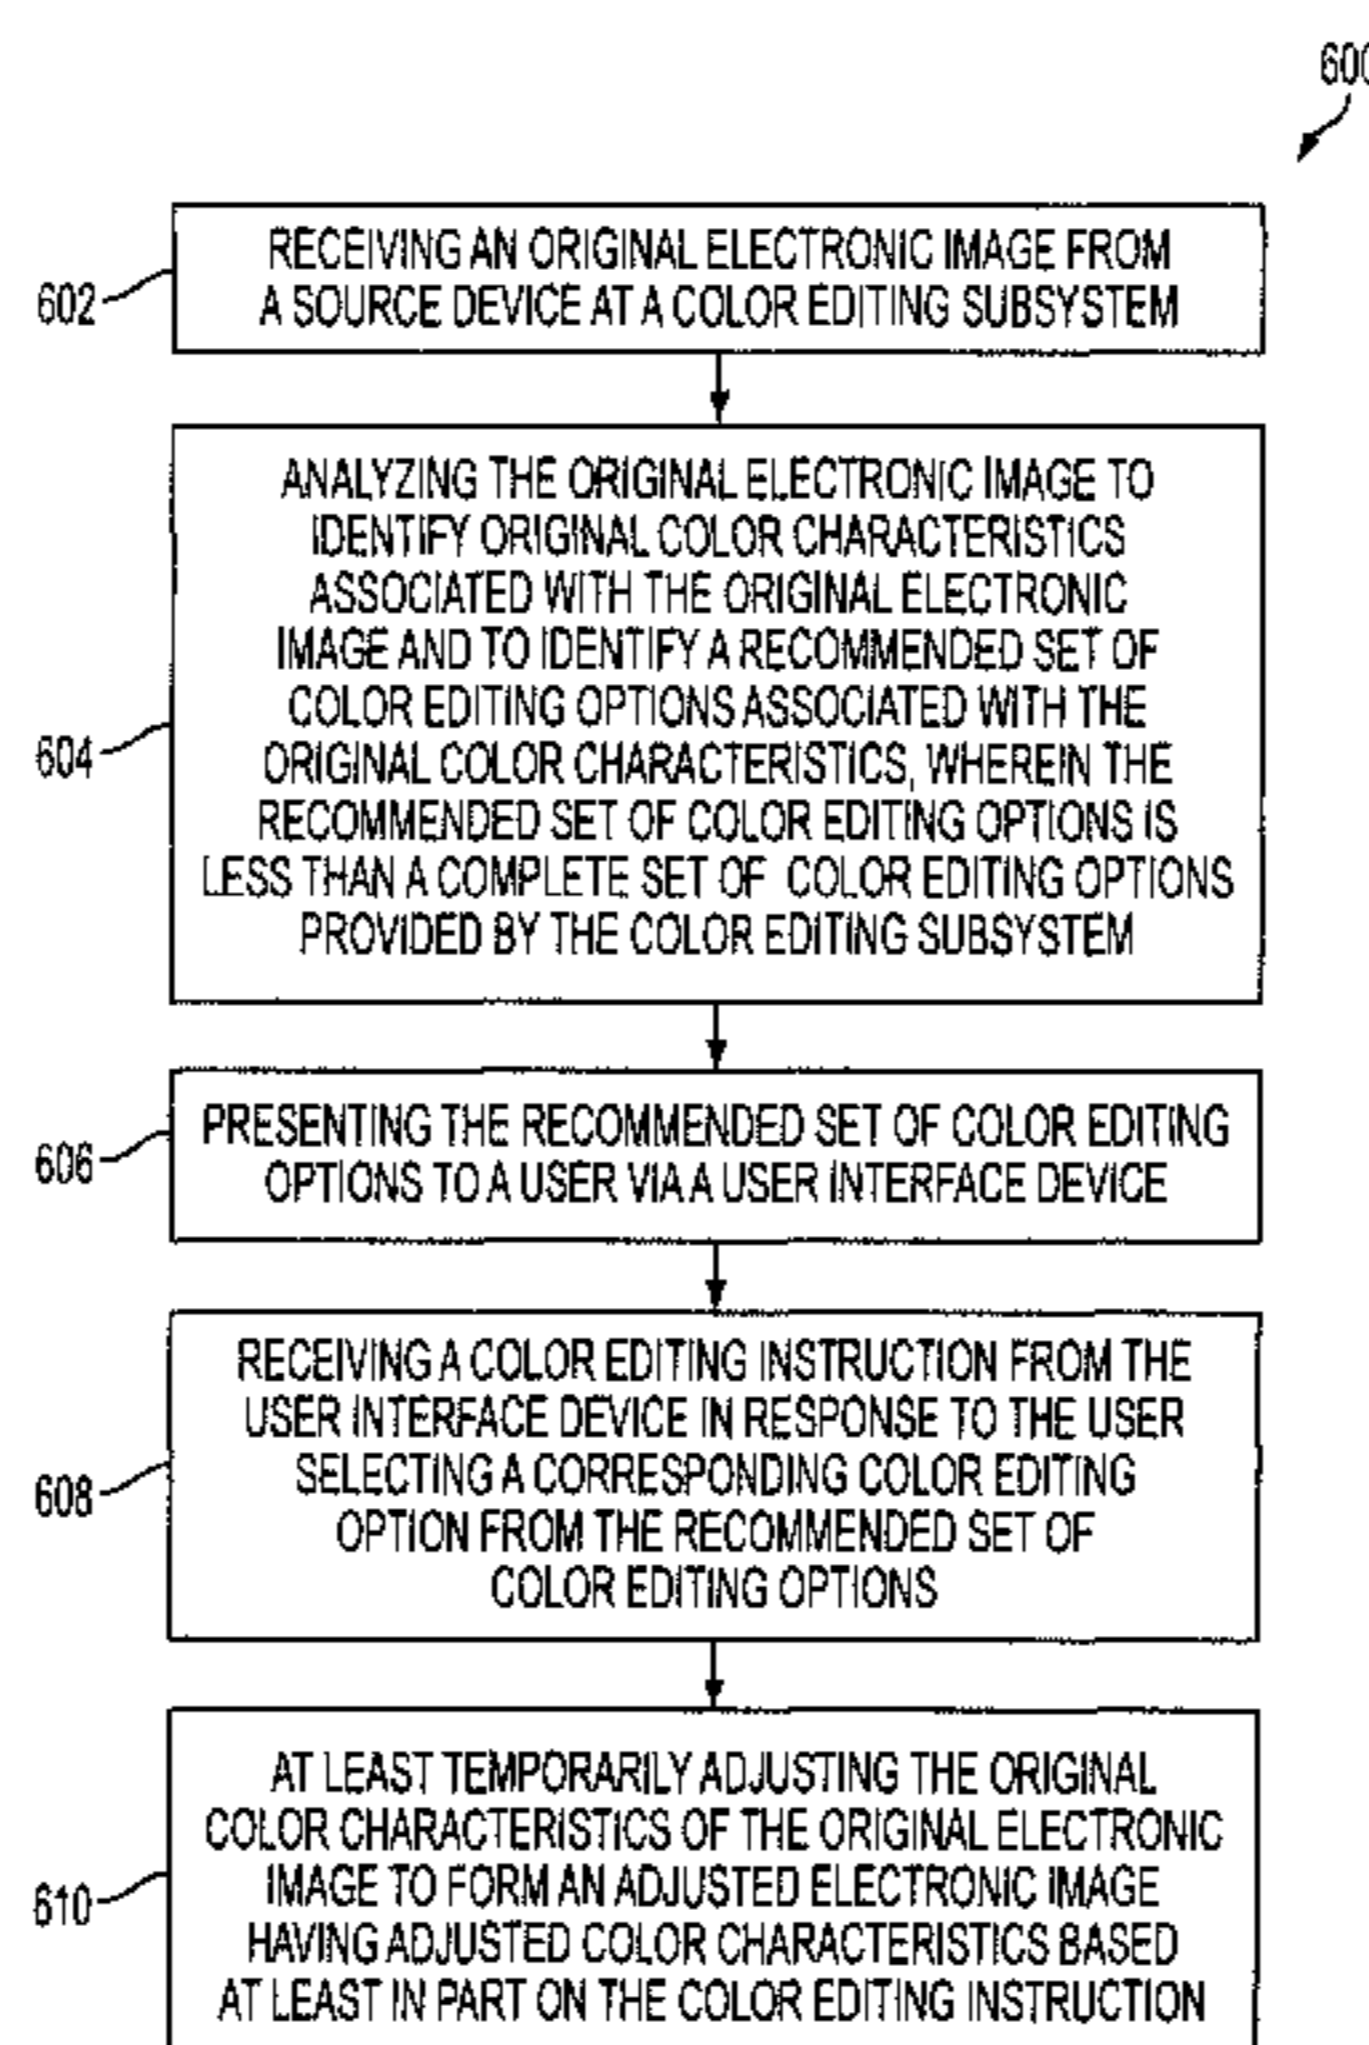 600
RECEIVING AN ORIGINAL ELECTRONIC IMAGE FROM
A SOURCE DEVICE AT A COLOR EDITING SUBSYSTEM
602
ANALYZING THE ORIGINAL ELECTRONIC IMAGE TO
IDENTIFY ORIGINAL COLOR CHARACTERISTICS
ASSOCIATED WITH THE ORIGINAL ELECTRONIC
IMAGE AND TO IDENTIFY A RECOMMENDED SET OF
COLOR EDITING OPTIONS ASSOCIATED WITH THE
ORIGINAL COLOR CHARACTERISTICS, WHEREIN THE
RECOMMENDED SET OF COLOR EDITING OPTIONS IS
LESS THAN A COMPLETE SET OF COLOR EDITING OPTIONS
PROVIDED BY THE COLOR EDITING SUBSYSTEM
604
PRESENTING THE RECOMMENDED SET OF COLOR EDITING
OPTIONS TO A USER VIA A USER INTERFACE DEVICE
606
RECEIVING A COLOR EDITING INSTRUCTION FROM THE
USER INTERFACE DEVICE IN RESPONSE TO THE USER
SELECTING A CORRESPONDING COLOR EDITING
OPTION FROM THE RECOMMENDED SET OF
COLOR EDITING OPTIONS
608
AT LEAST TEMPORARILY ADJUSTING THE ORIGINAL
COLOR CHARACTERISTICS OF THE ORIGINAL ELECTRONIC
IMAGE TO FORM AN ADJUSTED ELECTRONIC IMAGE
HAVING ADJUSTED COLOR CHARACTERISTICS BASED
AT LEAST IN PART ON THE COLOR EDITING INSTRUCTION
610